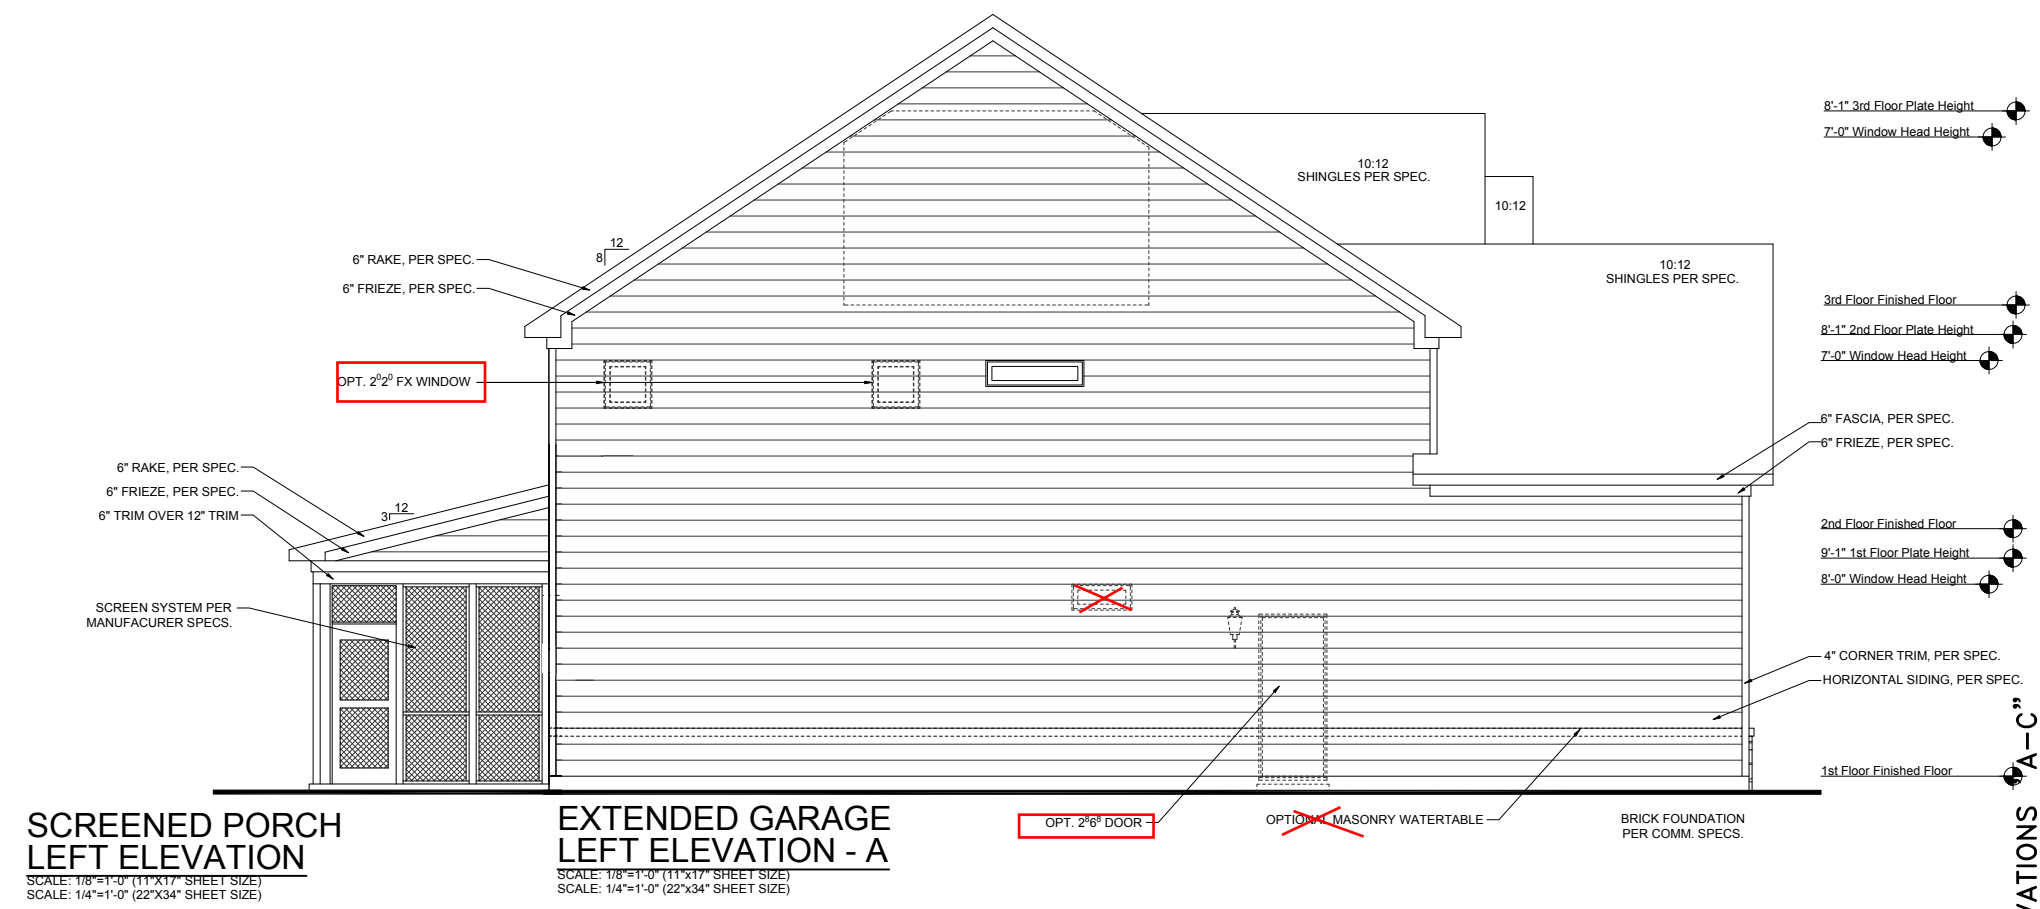 8'-1" 3rd Floor Plate Height
7'-0" Window Head Height
10:12
SHINGLES PER SPEC.
10:12
12
8
6" RAKE, PER SPEC.
6" FRIEZE, PER SPEC.
10:12
SHINGLES PER SPEC.
3rd Floor Finished Floor
8'-1" 2nd Floor Plate Height
7'-0" Window Head Height
OPT. 2⁰2⁰ FX WINDOW
6" FASCIA, PER SPEC.
6" FRIEZE, PER SPEC.
6" RAKE, PER SPEC.
6" FRIEZE, PER SPEC.
6" TRIM OVER 12" TRIM
12
3
2nd Floor Finished Floor
9'-1" 1st Floor Plate Height
8'-0" Window Head Height
SCREEN SYSTEM PER
MANUFACURER SPECS.
4" CORNER TRIM, PER SPEC.
HORIZONTAL SIDING, PER SPEC.
1st Floor Finished Floor
OPT. 2⁸6⁸ DOOR
OPTIONAL MASONRY WATERTABLE
BRICK FOUNDATION
PER COMM. SPECS.
SCREENED PORCH
LEFT ELEVATION
SCALE: 1/8"=1'-0" (11"X17" SHEET SIZE)
SCALE: 1/4"=1'-0" (22"X34" SHEET SIZE)
EXTENDED GARAGE
LEFT ELEVATION - A
SCALE: 1/8"=1'-0" (11"x17" SHEET SIZE)
SCALE: 1/4"=1'-0" (22"x34" SHEET SIZE)
VATIONS "A-C"